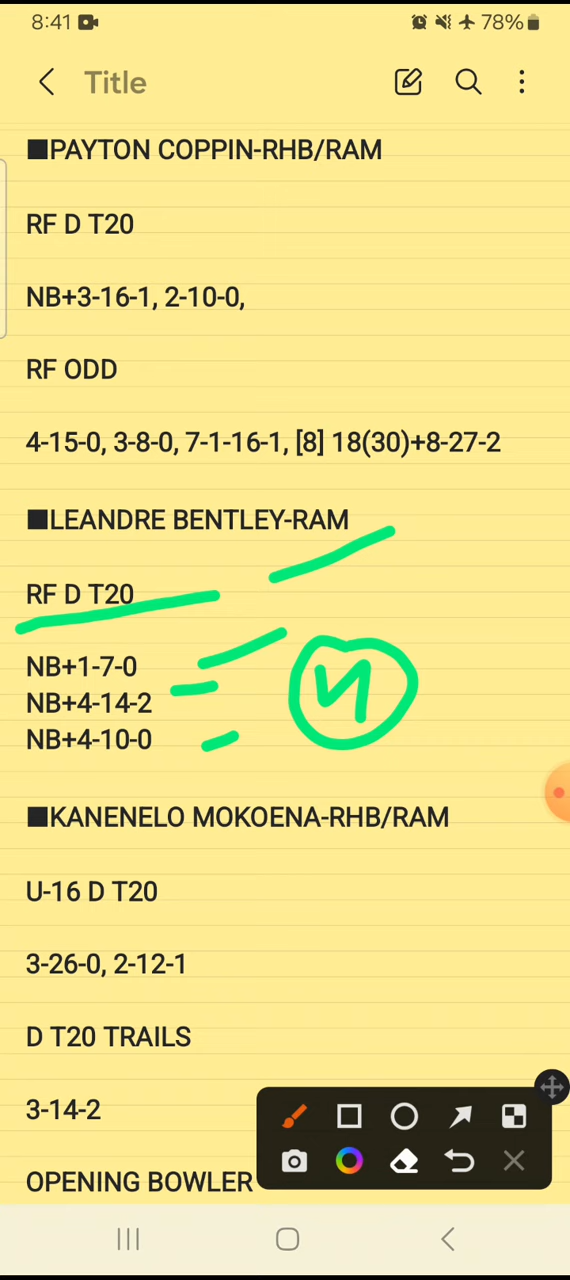 8:41
78%
Title
■PAYTON COPPIN-RHB/RAM
RF D T20
NB+3-16-1, 2-10-0,
RF ODD
4-15-0, 3-8-0, 7-1-16-1, [8] 18(30)+8-27-2
■LEANDRE BENTLEY-RAM
RF D T20
NB+1-7-0
NB+4-14-2
NB+4-10-0
■KANENELO MOKOENA-RHB/RAM
U-16 D T20
3-26-0, 2-12-1
D T20 TRAILS
3-14-2
OPENING BOWLER